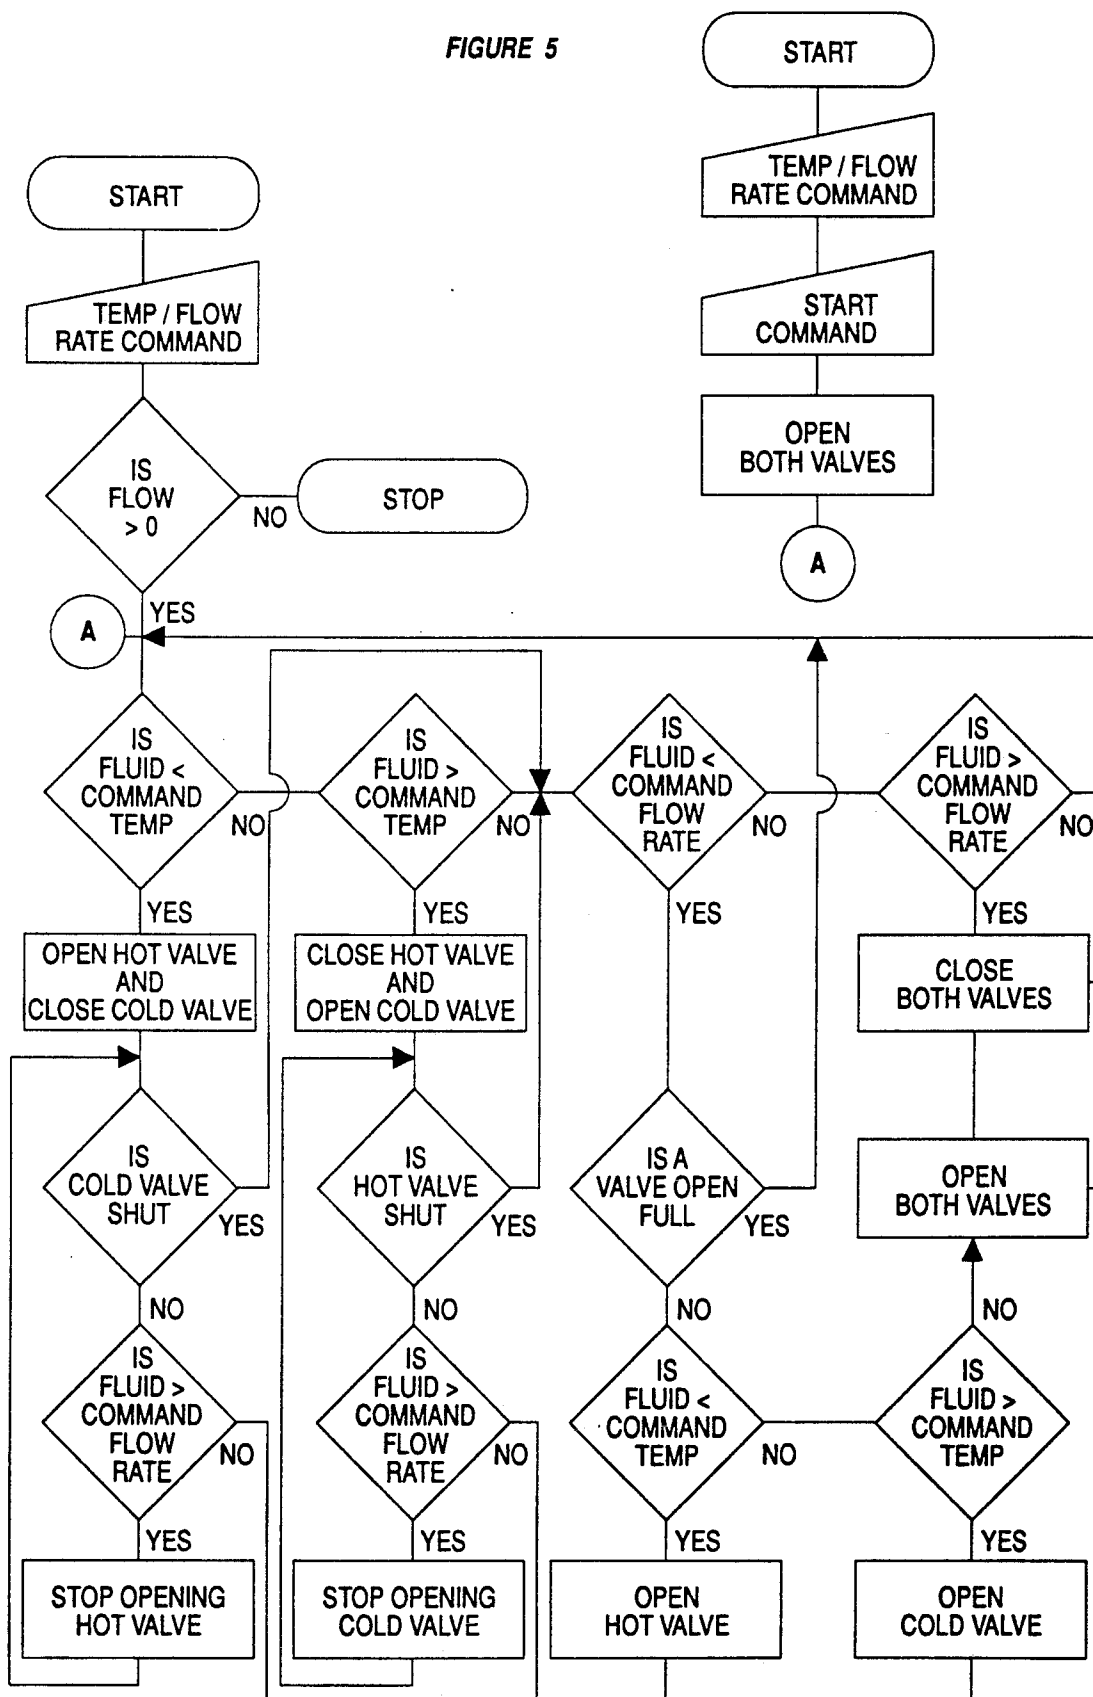 FIGURE 5
START
TEMP / FLOW
RATE COMMAND
START
COMMAND
OPEN
BOTH VALVES
A
START
TEMP / FLOW
RATE COMMAND
IS
FLOW
> 0
NO
STOP
YES
A
IS
FLUID <
COMMAND
TEMP
NO
IS
FLUID >
COMMAND
TEMP
NO
IS
FLUID <
COMMAND
FLOW
RATE
NO
IS
FLUID >
COMMAND
FLOW
RATE
NO
YES
OPEN HOT VALVE
AND
CLOSE COLD VALVE
YES
CLOSE HOT VALVE
AND
OPEN COLD VALVE
YES
YES
CLOSE
BOTH VALVES
IS
COLD VALVE
SHUT
YES
IS
HOT VALVE
SHUT
YES
IS A
VALVE OPEN
FULL
YES
OPEN
BOTH VALVES
NO
NO
NO
NO
IS
FLUID >
COMMAND
FLOW
RATE
NO
IS
FLUID >
COMMAND
FLOW
RATE
NO
IS
FLUID <
COMMAND
TEMP
NO
IS
FLUID >
COMMAND
TEMP
YES
STOP OPENING
HOT VALVE
YES
STOP OPENING
COLD VALVE
YES
OPEN
HOT VALVE
YES
OPEN
COLD VALVE